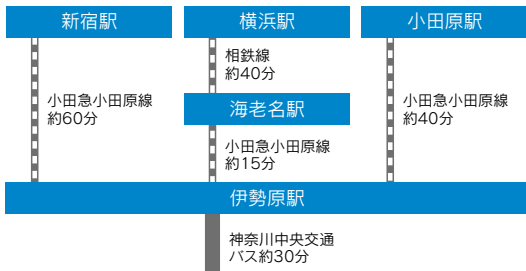 新宿駅
横浜駅
小田原駅
相鉄線
約40分
小田急小田原線
約60分
海老名駅
小田急小田原線
約40分
小田急小田原線
約15分
伊勢原駅
神奈川中央交通
バス約30分